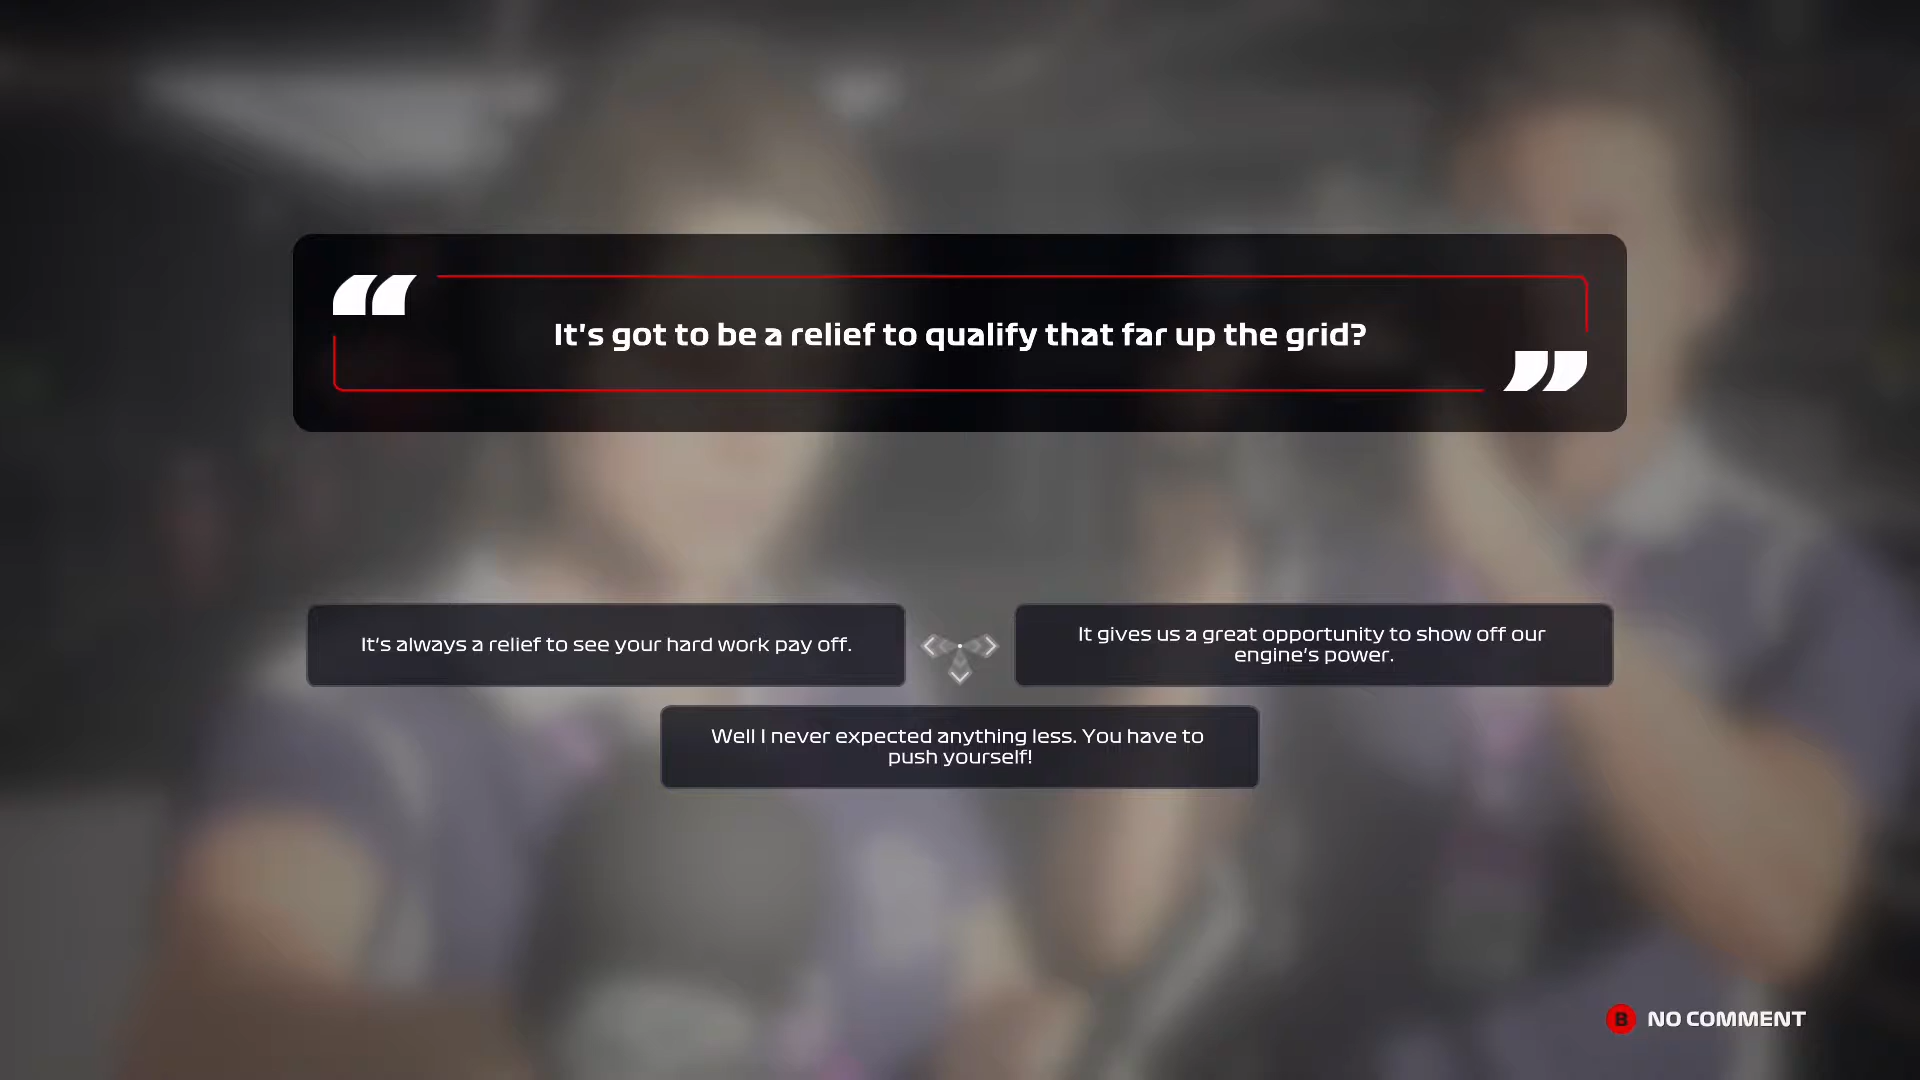 It's got to be a relief to qualify that far up the grid?
It's always a relief to see your hard work pay off.
It gives us a great opportunity to show off our
engine's power.
Well I never expected anything less. You have to
push yourself!
B NO COMMENT